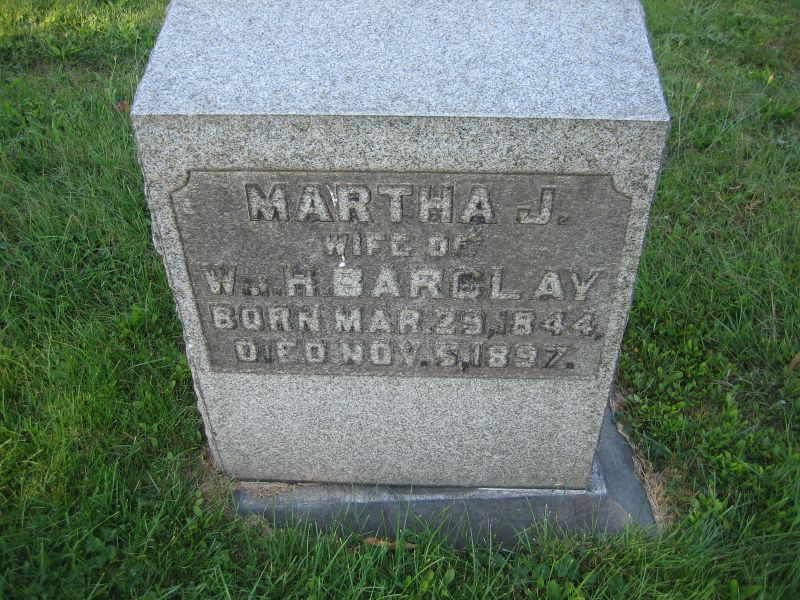 MARTHA J.
WIFE OF
Wm. H. BARCLAY
BORN MAR. 29, 1844,
DIED NOV. 5, 1897.